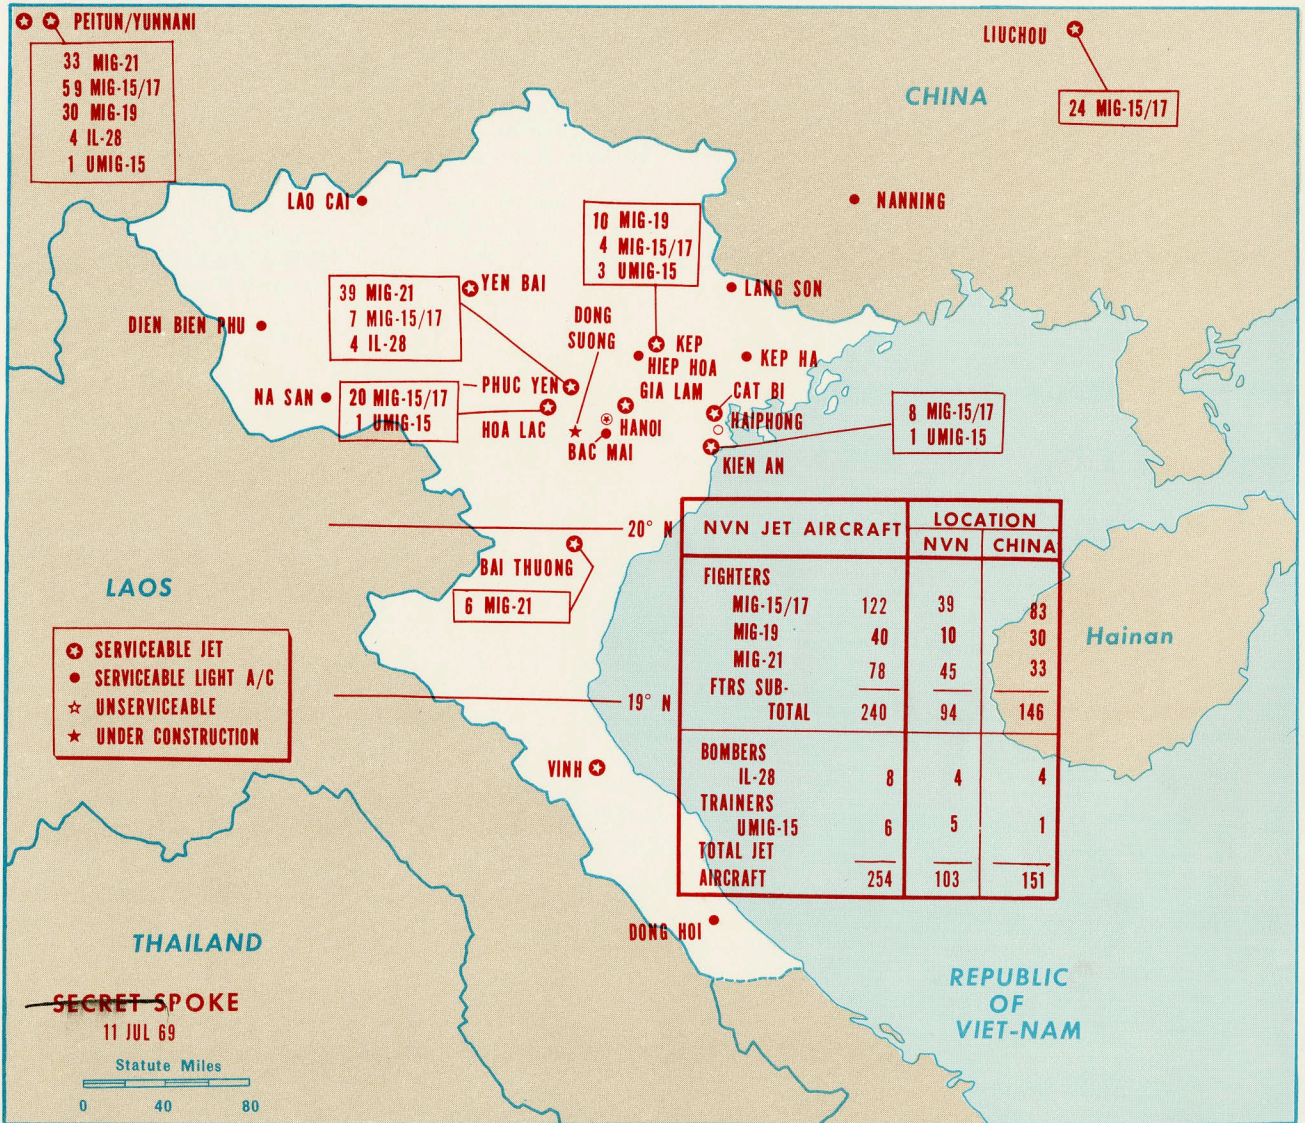 PEITUN/YUNNANI
33 MIG-21
59 MIG-15/17
30 MIG-19
4 IL-28
1 UMIG-15
LIUCHOU
24 MIG-15/17
CHINA
LAO CAI
NANNING
10 MIG-19
4 MIG-15/17
3 UMIG-15
YEN BAI
LANG SON
39 MIG-21
7 MIG-15/17
4 IL-28
DONG
SUONG
DIEN BIEN PHU
KEP
HIEP HOA
KEP HA
PHUC YEN
GIA LAM
CAT BI
NA SAN
20 MIG-15/17
1 UMIG-15
HOA LAC
HANOI
BAC MAI
HAIPHONG
8 MIG-15/17
1 UMIG-15
KIEN AN
20° N
BAI THUONG
6 MIG-21
LAOS
SERVICEABLE JET
SERVICEABLE LIGHT A/C
UNSERVICEABLE
UNDER CONSTRUCTION
19° N
NVN JET AIRCRAFT LOCATION
NVN CHINA
FIGHTERS
MIG-15/17 122 39 83
MIG-19 40 10 30
MIG-21 78 45 33
FTRS SUB-
TOTAL 240 94 146
BOMBERS
IL-28 8 4 4
TRAINERS
UMIG-15 6 5 1
TOTAL JET
AIRCRAFT 254 103 151
Hainan
VINH
DONG HOI
THAILAND
REPUBLIC
OF
VIET-NAM
SECRET SPOKE
11 JUL 69
Statute Miles
0 40 80